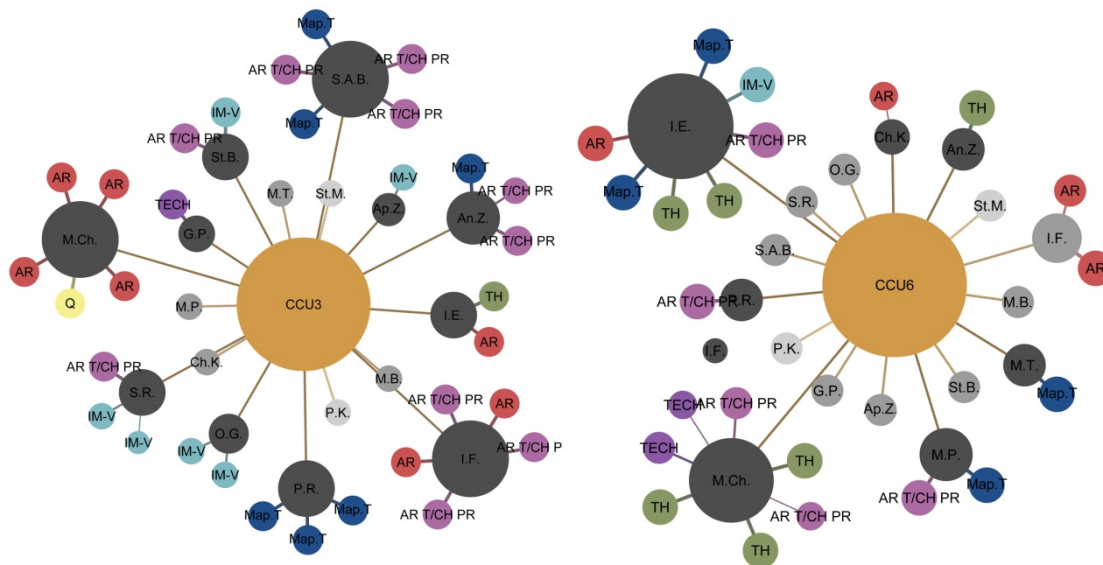 Map.T
S.A.B.
AR T/CH PR
AR T/CH PR
AR T/CH PR
Map.T
IM-V
AR T/CH PR
St.B.
M.T.
St.M.
IM-V
Ap.Z.
Map.T
An.Z.
AR T/CH PR
AR T/CH PR
TECH
G.P.
AR
AR
M.Ch.
AR
AR
Q
M.P.
CCU3
I.E.
TH
AR
Ch.K.
M.B.
AR T/CH PR
S.R.
IM-V
IM-V
P.K.
O.G.
IM-V
IM-V
AR T/CH PR
AR
AR T/CH P
I.F.
AR
AR T/CH PR
P.R.
Map.T
Map.T
Map.T
Map.T
I.E.
IM-V
AR T/CH PR
AR
Map.T
TH
TH
AR
Ch.K
TH
An.Z.
O.G.
S.R.
St.M.
AR
I.F.
AR
S.A.B.
CCU6
M.B.
AR T/CH PR
P.R.
P.K.
I.F.
M.T.
Map.T
G.P.
Ap.Z.
St.B.
TECH
AR T/CH PR
TECH
M.Ch.
TH
TH
AR T/CH PR
TH
M.P.
Map.T
AR T/CH PR